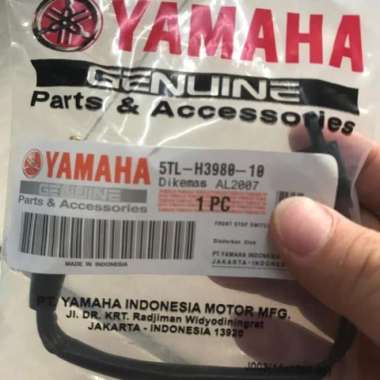 YAMAHA
GENUINE
Parts & Accessories
YAMAHA
GENUINE
Parts & Accessories
5TL-H3980-10
Dikemas AL2007
1 PC
FRONT STOP SWITCH
PT YAMAHA INDONESIA
JAKARTA - INDONESIA
MADE IN INDONESIA
PT. YAMAHA INDONESIA MOTOR MFG.
JL. DR. KRT. Radjiman Widyodiningrat
JAKARTA - INDONESIA 13920